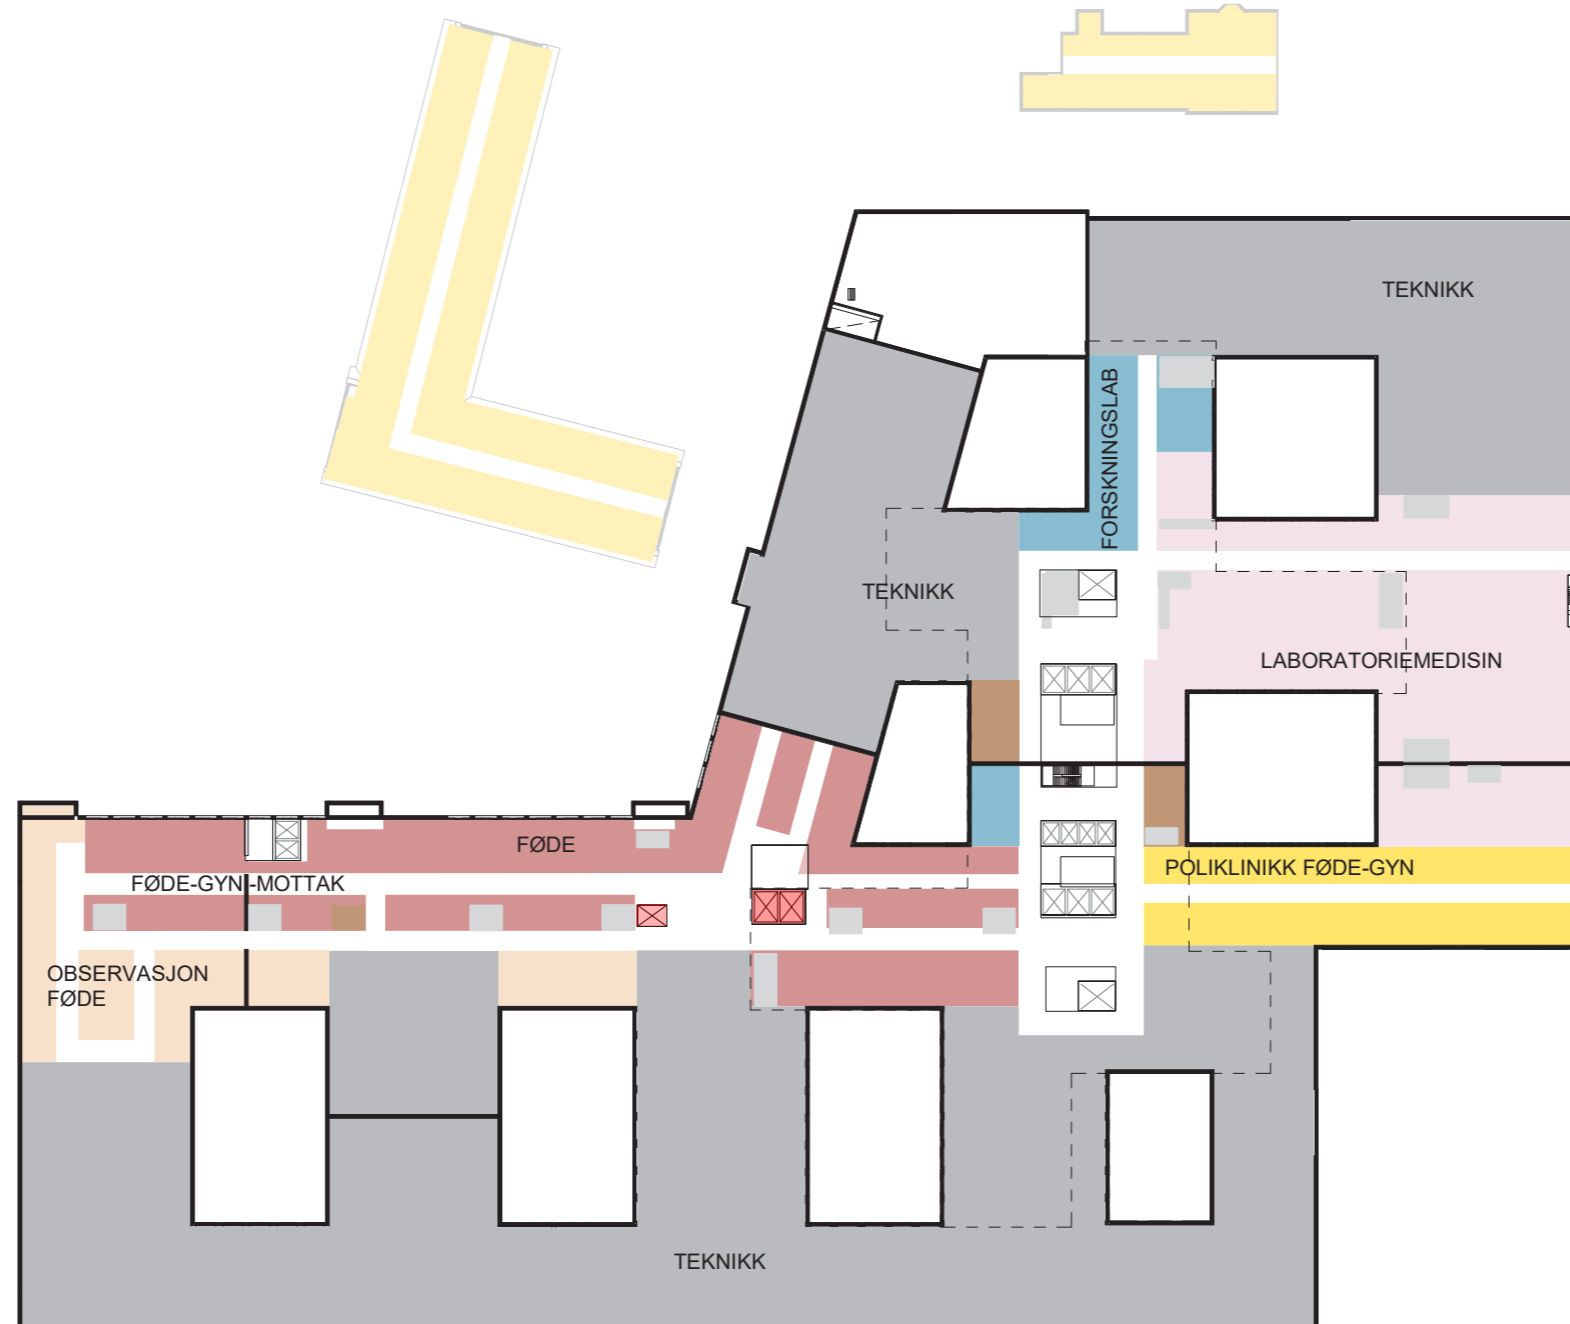 TEKNIKK
FORSKNINGSLAB
TEKNIKK
LABORATORIEMEDISIN
FØDE
POLIKLINIKK FØDE-GYN
FØDE-GYN -MOTTAK
OBSERVASJON
FØDE
TEKNIKK